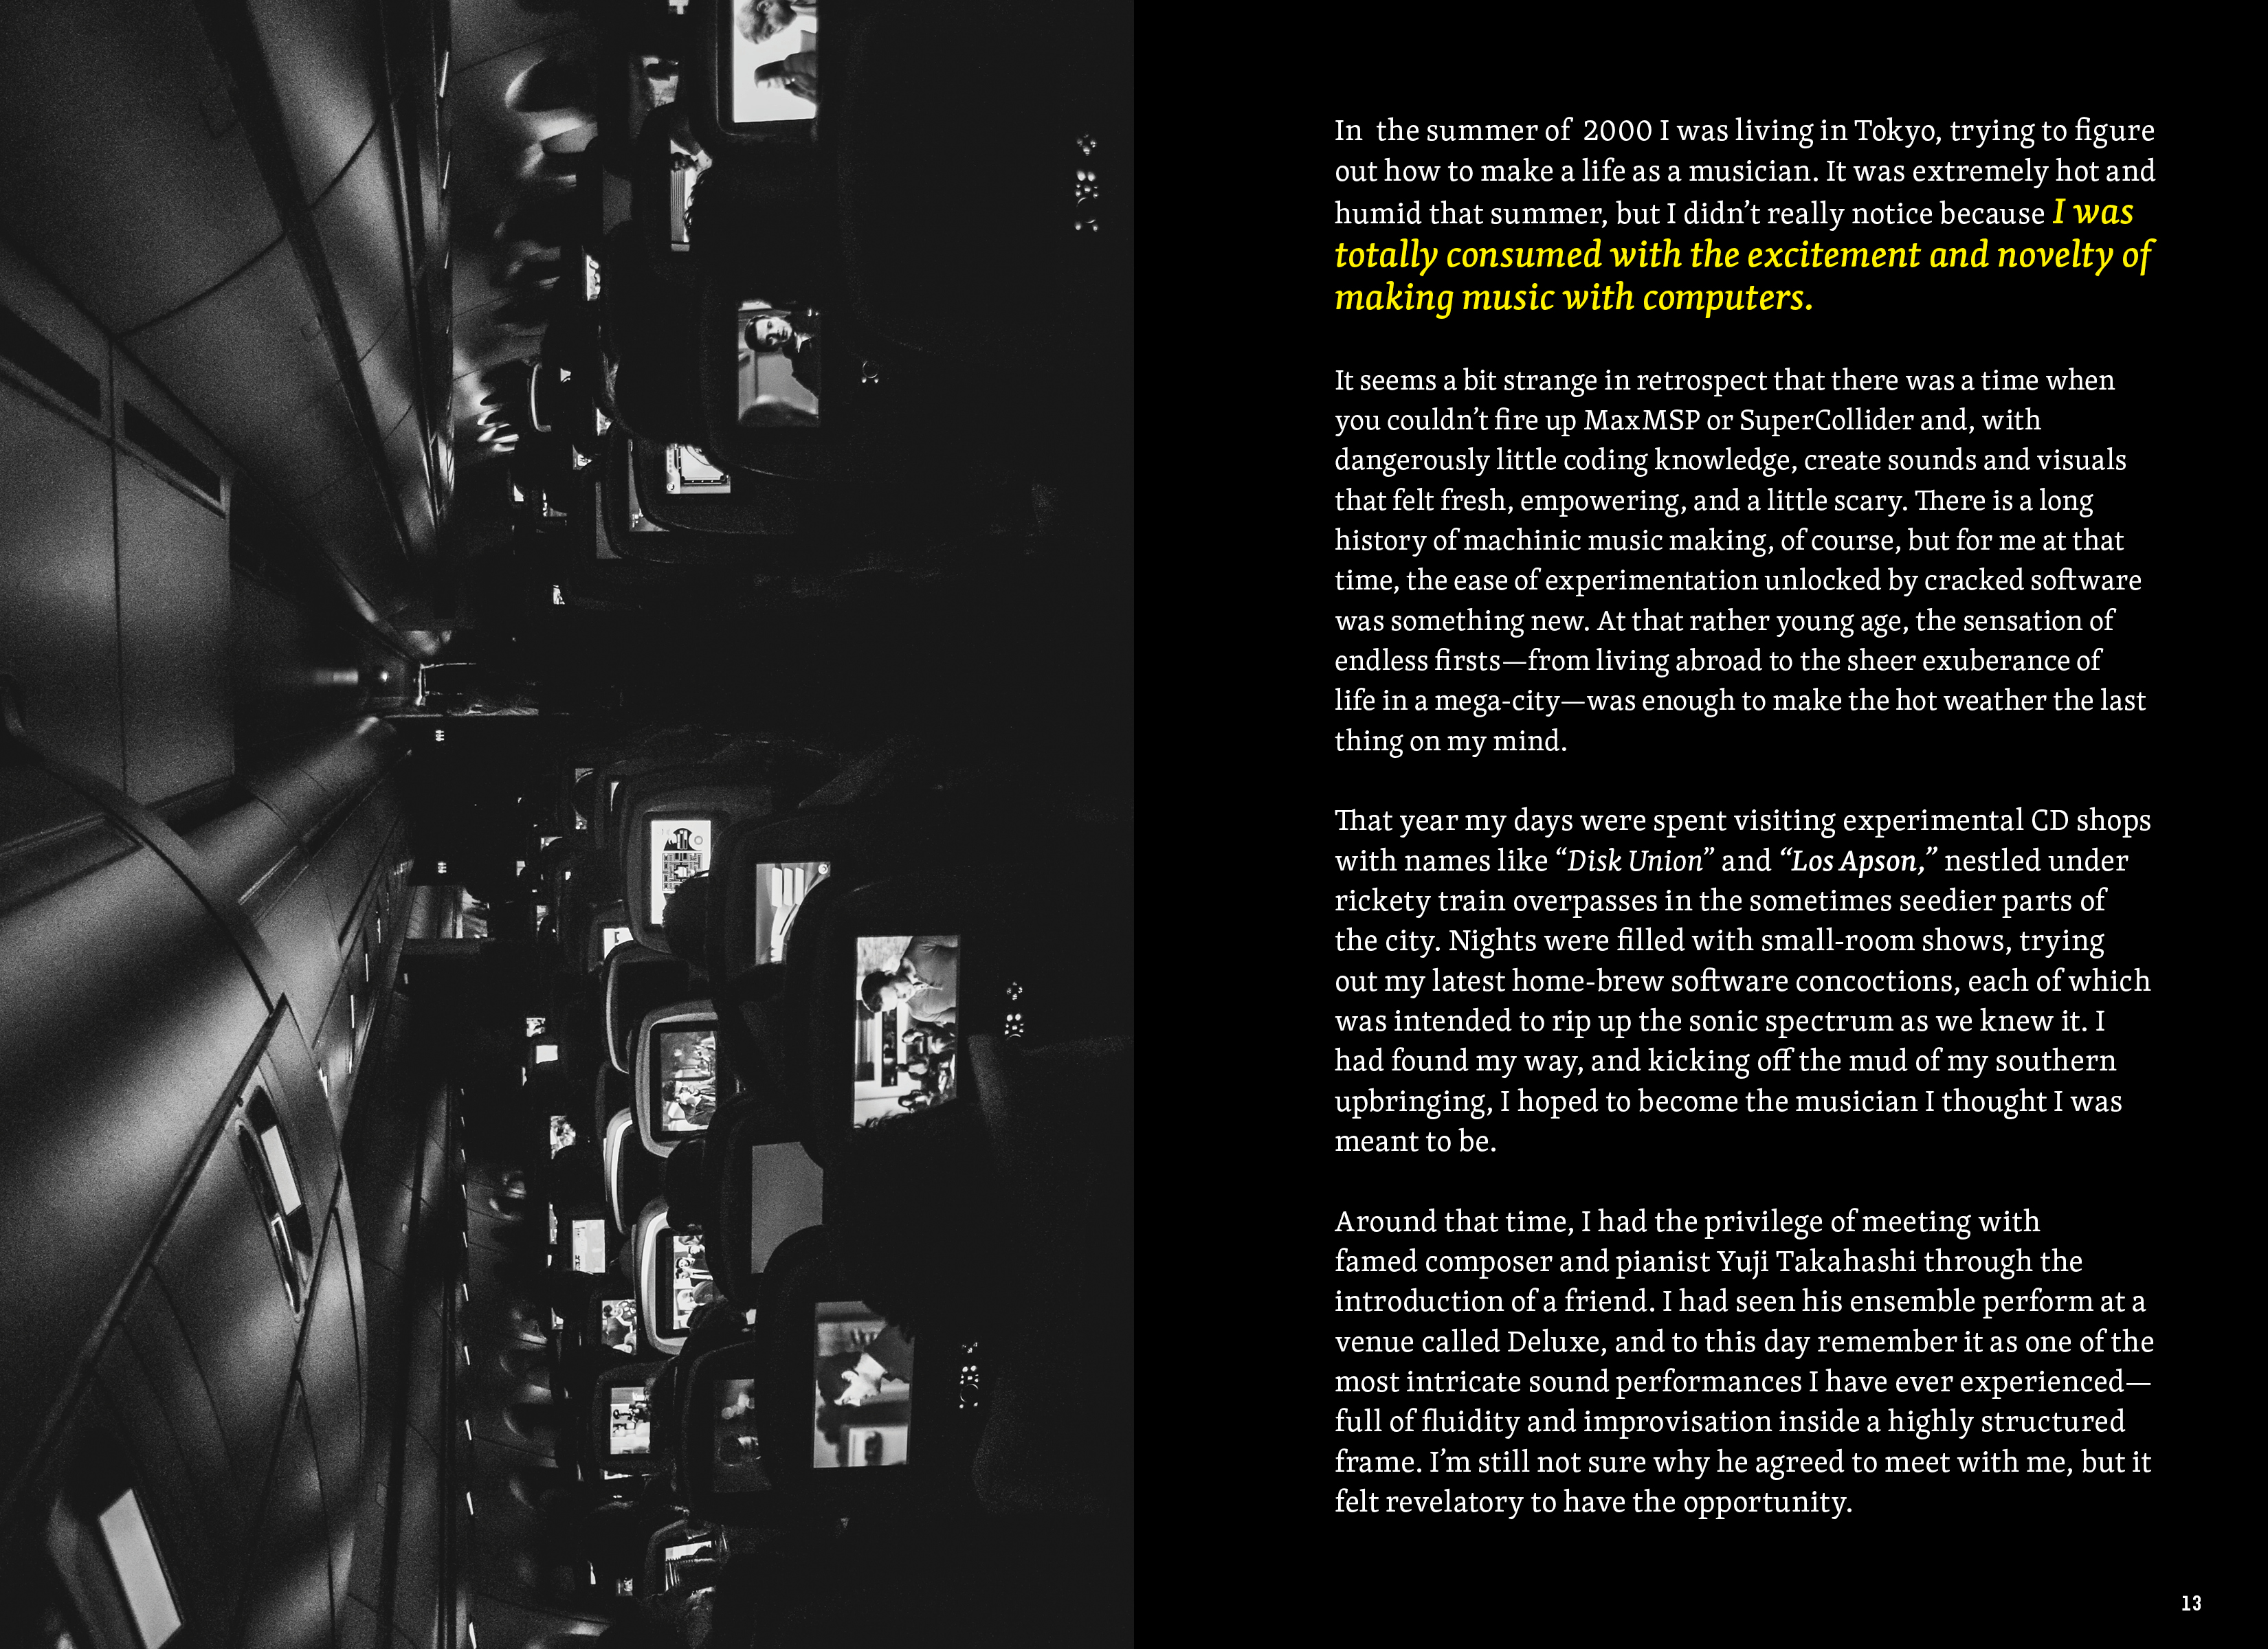 In the summer of 2000 I was living in Tokyo, trying to figure
out how to make a life as a musician. It was extremely hot and
humid that summer, but I didn’t really notice because I was
totally consumed with the excitement and novelty of
making music with computers.
It seems a bit strange in retrospect that there was a time when
you couldn’t fire up MaxMSP or SuperCollider and, with
dangerously little coding knowledge, create sounds and visuals
that felt fresh, empowering, and a little scary. There is a long
history of machinic music making, of course, but for me at that
time, the ease of experimentation unlocked by cracked software
was something new. At that rather young age, the sensation of
endless firsts—from living abroad to the sheer exuberance of
life in a mega-city—was enough to make the hot weather the last
thing on my mind.
That year my days were spent visiting experimental CD shops
with names like “Disk Union” and “Los Apson,” nestled under
rickety train overpasses in the sometimes seedier parts of
the city. Nights were filled with small-room shows, trying
out my latest home-brew software concoctions, each of which
was intended to rip up the sonic spectrum as we knew it. I
had found my way, and kicking off the mud of my southern
upbringing, I hoped to become the musician I thought I was
meant to be.
Around that time, I had the privilege of meeting with
famed composer and pianist Yuji Takahashi through the
introduction of a friend. I had seen his ensemble perform at a
venue called Deluxe, and to this day remember it as one of the
most intricate sound performances I have ever experienced—
full of fluidity and improvisation inside a highly structured
frame. I’m still not sure why he agreed to meet with me, but it
felt revelatory to have the opportunity.
13